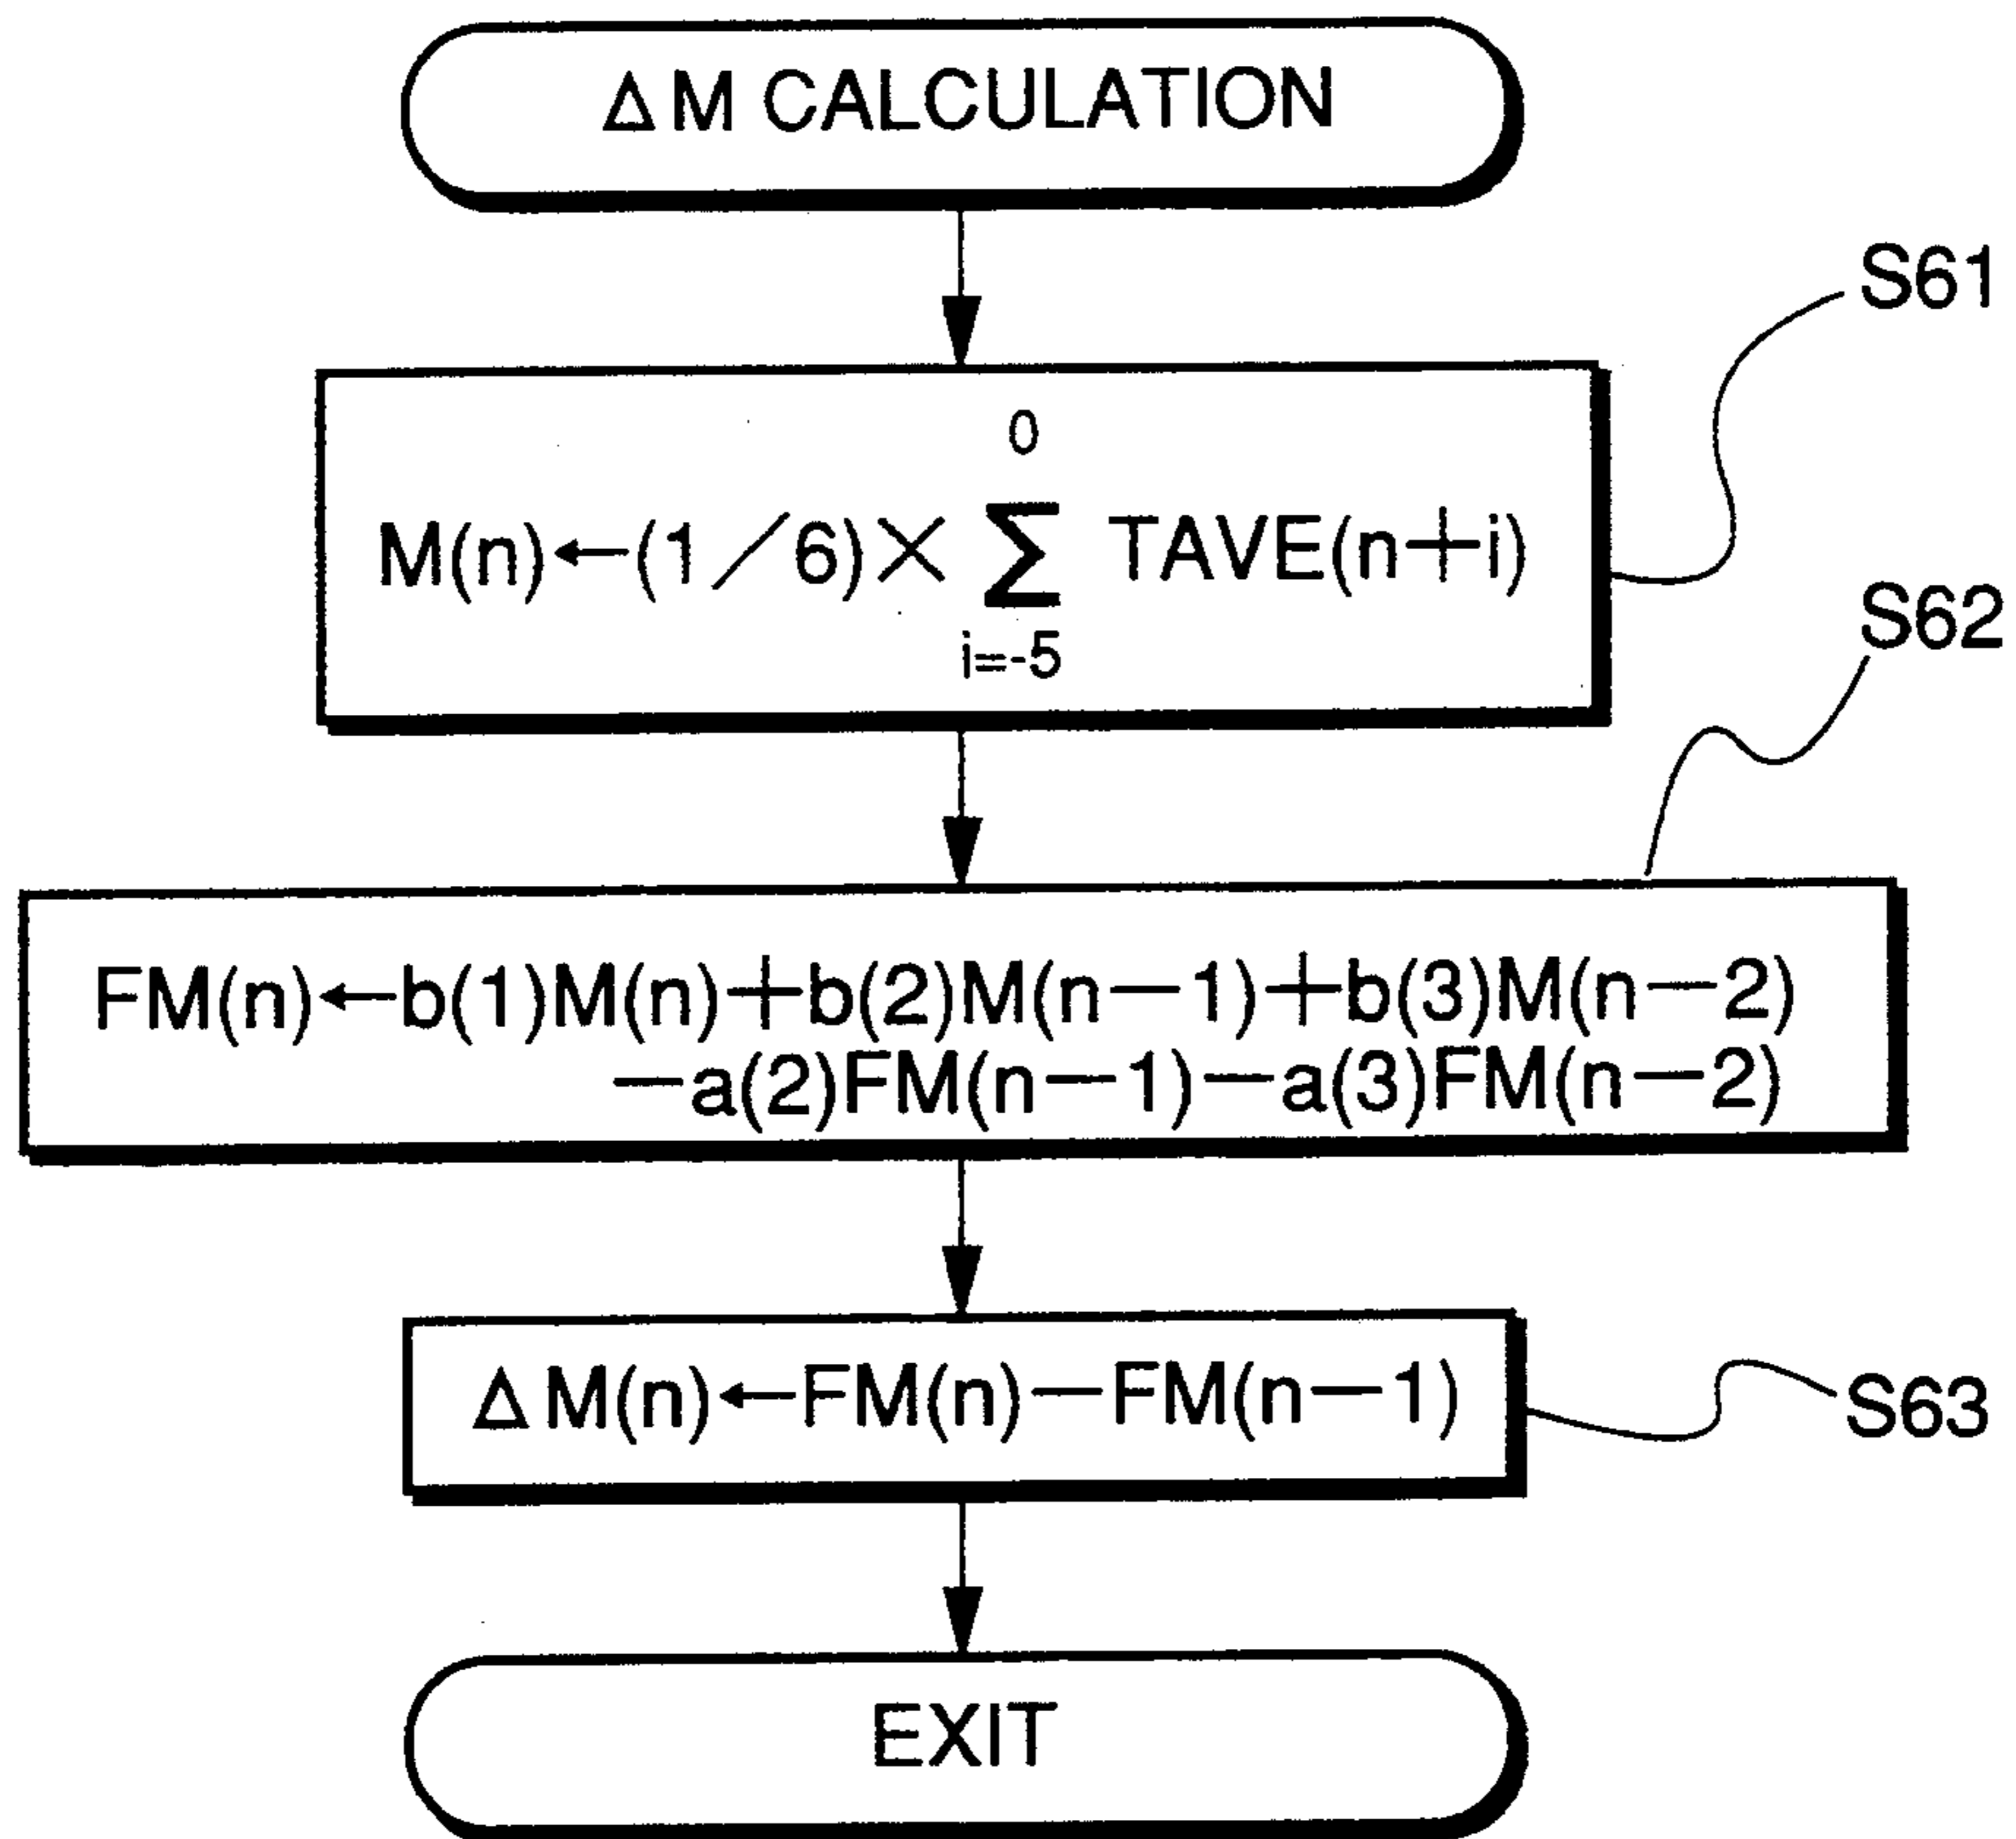 ΔM CALCULATION
S61
0
M(n)←(1／6)× Σ TAVE(n+i)
i=-5
S62
FM(n)←b(1)M(n)+b(2)M(n－1)+b(3)M(n－2)
－a(2)FM(n－1)－a(3)FM(n－2)
ΔM(n)←FM(n)－FM(n－1)
S63
EXIT